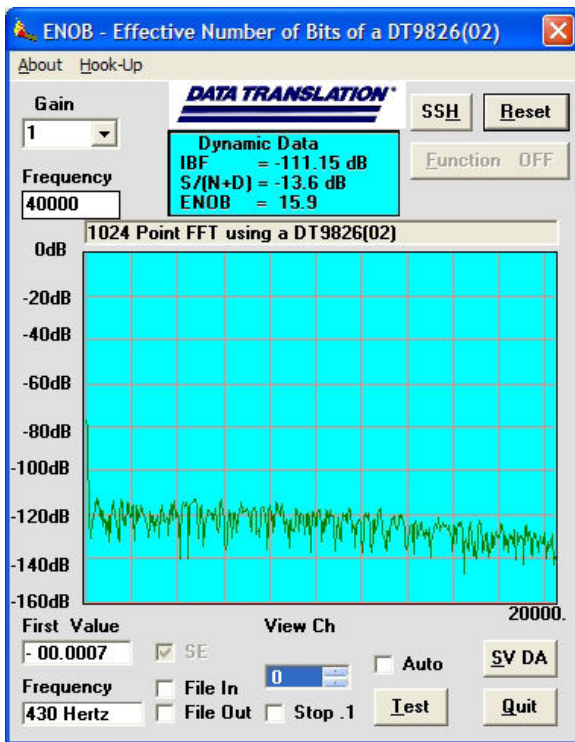 ENOB - Effective Number of Bits of a DT9826(02)
About Hook-Up
Gain
1
DATA TRANSLATION
SSH
Reset
Dynamic Data
IBF = -111.15 dB
S/(N+D) = -13.6 dB
ENOB = 15.9
Function OFF
Frequency
40000
1024 Point FFT using a DT9826(02)
0dB
-20dB
-40dB
-60dB
-80dB
-100dB
-120dB
-140dB
-160dB
20000.
First Value
- 00.0007
SE
View Ch
0
Auto
SV DA
Frequency
430 Hertz
File In
File Out
Stop .1
Test
Quit